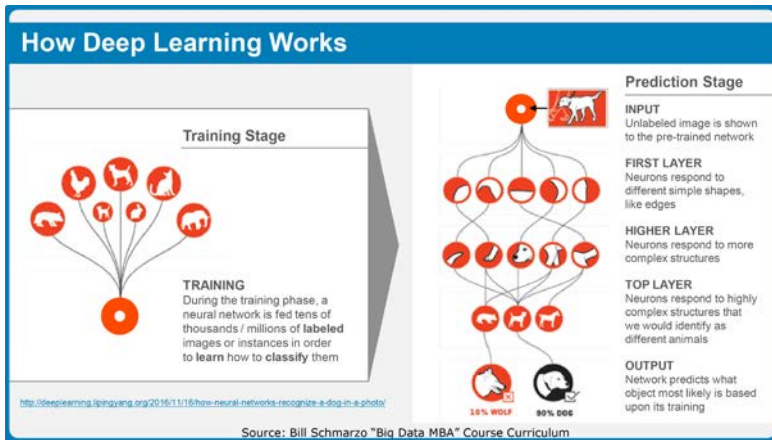 How Deep Learning Works
Training Stage
TRAINING
During the training phase, a
neural network is fed tens of
thousands / millions of labeled
images or instances in order
to learn how to classify them
http://deeplearning.lipingyang.org/2016/11/16/how-neural-networks-recognize-a-dog-in-a-photo/
Prediction Stage
INPUT
Unlabeled image is shown
to the pre-trained network
FIRST LAYER
Neurons respond to
different simple shapes,
like edges
HIGHER LAYER
Neurons respond to more
complex structures
TOP LAYER
Neurons respond to highly
complex structures that
we would identify as
different animals
OUTPUT
Network predicts what
object most likely is based
upon its training
10% WOLF
90% DOG
Source: Bill Schmarzo "Big Data MBA" Course Curriculum